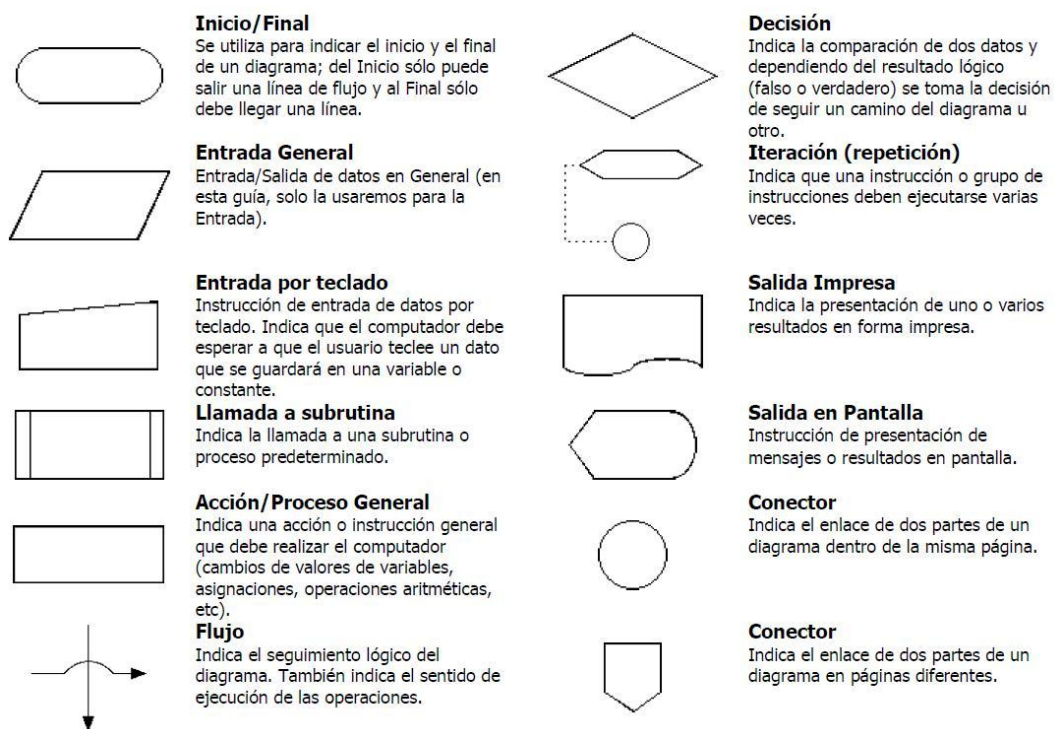 Inicio/Final
Se utiliza para indicar el inicio y el final
de un diagrama; del Inicio sólo puede
salir una línea de flujo y al Final sólo
debe llegar una línea.
Entrada General
Entrada/Salida de datos en General (en
esta guía, solo la usaremos para la
Entrada).
Entrada por teclado
Instrucción de entrada de datos por
teclado. Indica que el computador debe
esperar a que el usuario teclee un dato
que se guardará en una variable o
constante.
Llamada a subrutina
Indica la llamada a una subrutina o
proceso predeterminado.
Acción/Proceso General
Indica una acción o instrucción general
que debe realizar el computador
(cambios de valores de variables,
asignaciones, operaciones aritméticas,
etc).
Flujo
Indica el seguimiento lógico del
diagrama. También indica el sentido de
ejecución de las operaciones.
Decisión
Indica la comparación de dos datos y
dependiendo del resultado lógico
(falso o verdadero) se toma la decisión
de seguir un camino del diagrama u
otro.
Iteración (repetición)
Indica que una instrucción o grupo de
instrucciones deben ejecutarse varias
veces.
Salida Impresa
Indica la presentación de uno o varios
resultados en forma impresa.
Salida en Pantalla
Instrucción de presentación de
mensajes o resultados en pantalla.
Conector
Indica el enlace de dos partes de un
diagrama dentro de la misma página.
Conector
Indica el enlace de dos partes de un
diagrama en páginas diferentes.